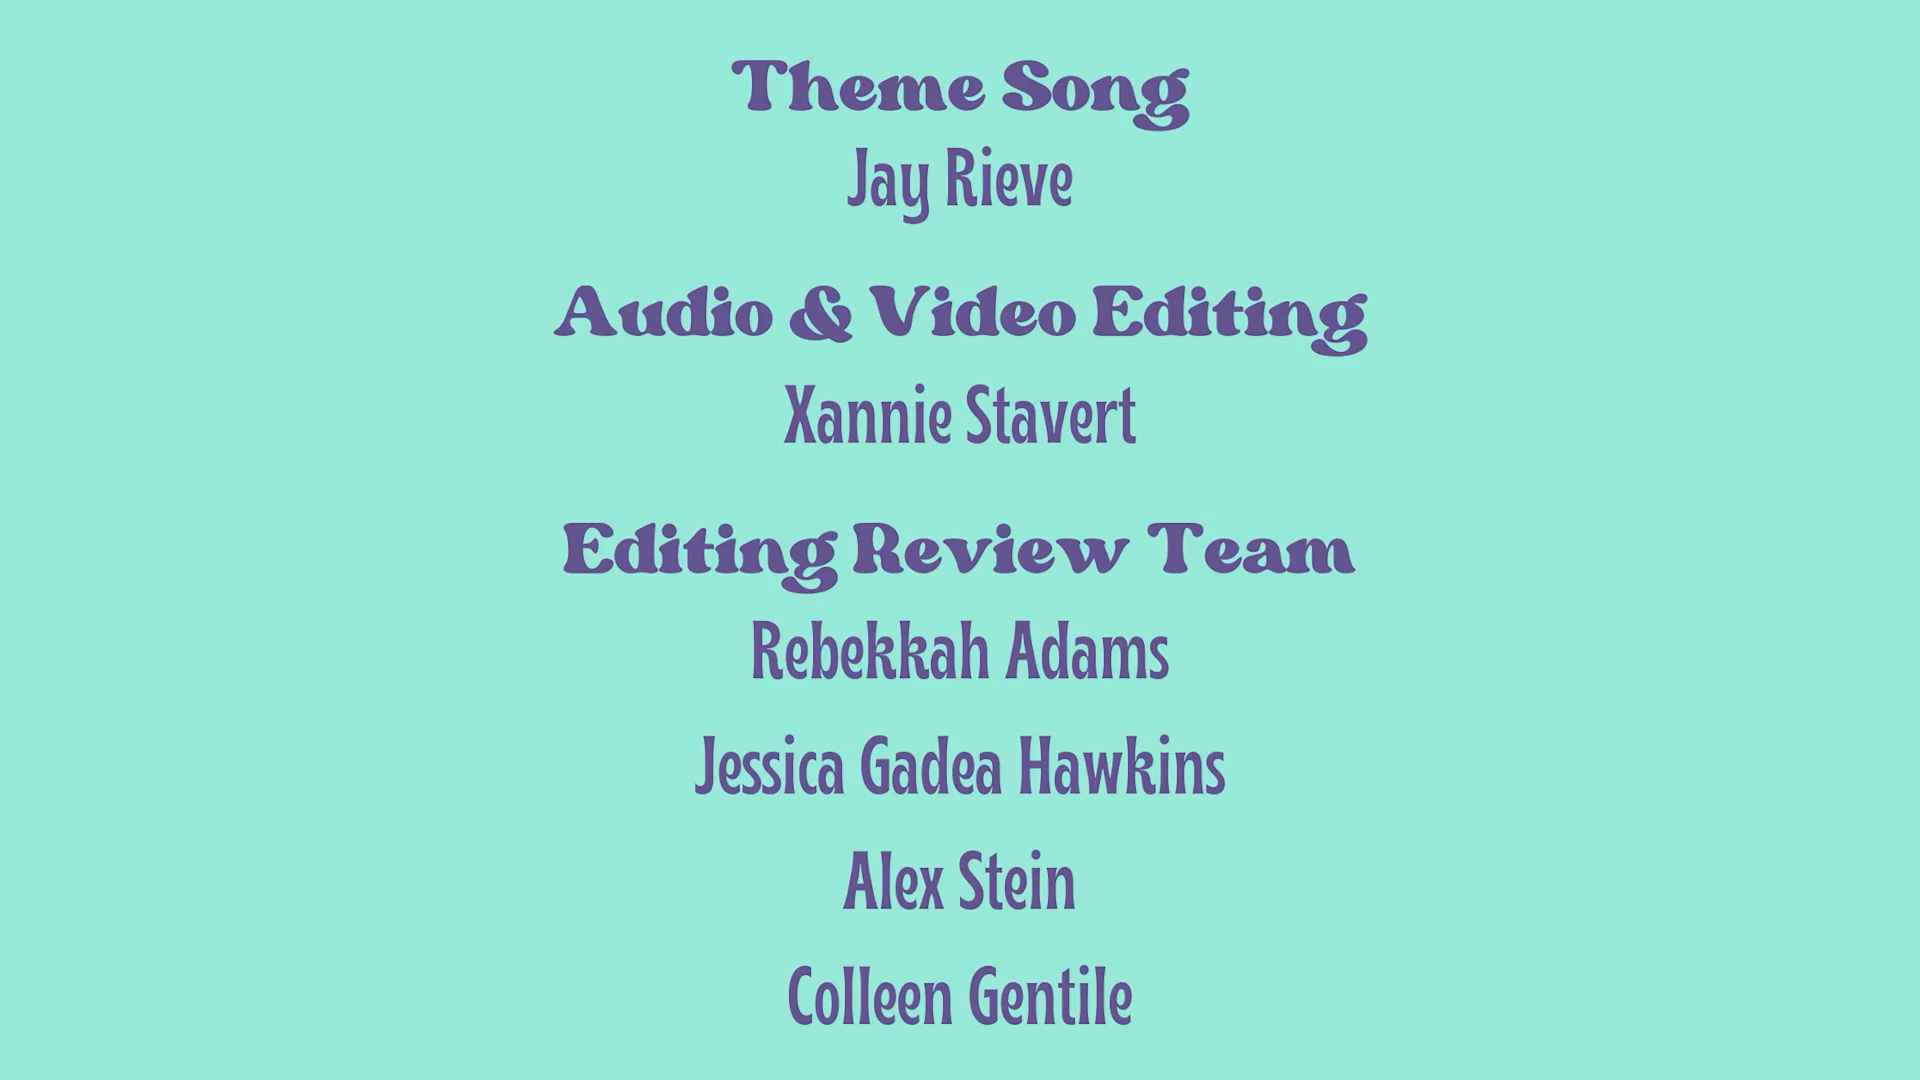 Theme Song
Jay Rieve
Audio & Video Editing
Xannie Stavert
Editing Review Team
Rebekkah Adams
Jessica Gadea Hawkins
Alex Stein
Colleen Gentile